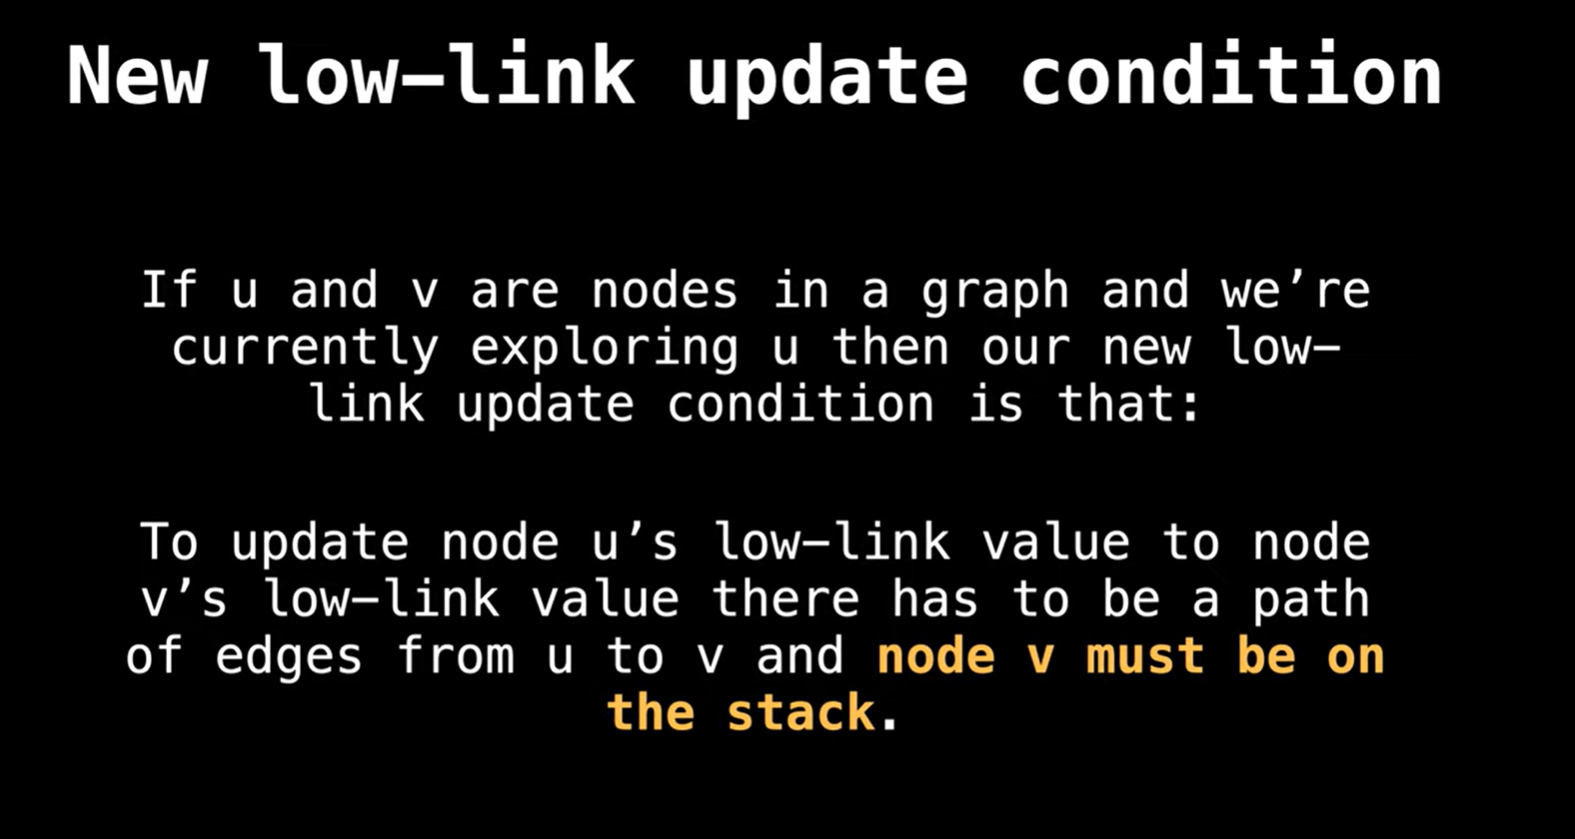 New low–link update condition
If u and v are nodes in a graph and we’re
currently exploring u then our new low–
link update condition is that:
To update node u’s low–link value to node
v’s low–link value there has to be a path
of edges from u to v and node v must be on
the stack.